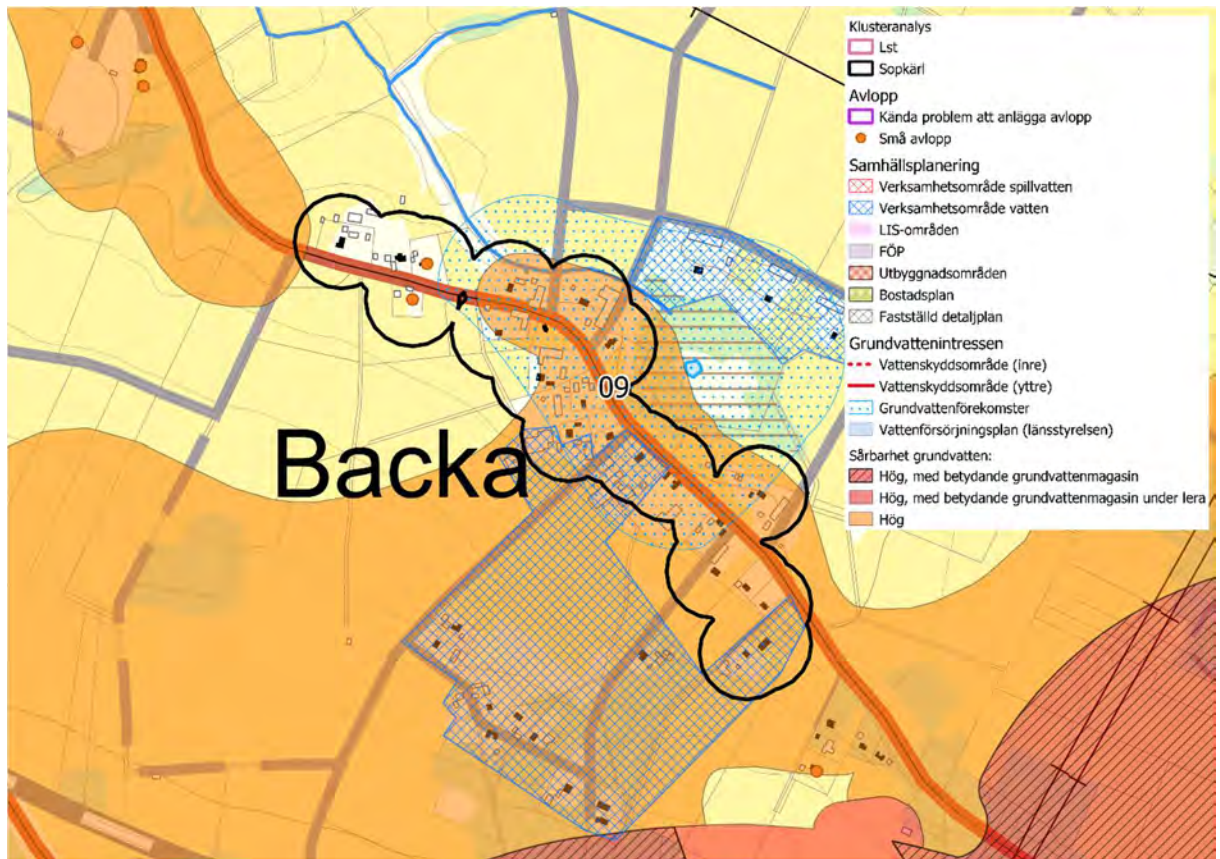 Klusteranalys
Lst
Sopkärl
Avlopp
Kända problem att anlägga avlopp
Små avlopp
Samhällsplanering
Verksamhetsområde spillvatten
Verksamhetsområde vatten
LIS-områden
FÖP
Utbyggnadsområden
Bostadsplan
Fastställd detaljplan
Grundvattenintressen
Vattenskyddsområde (inre)
Vattenskyddsområde (yttre)
Grundvattenförekomster
Vattenförsörjningsplan (länsstyrelsen)
Sårbarhet grundvatten:
Hög, med betydande grundvattenmagasin
Hög, med betydande grundvattenmagasin under lera
Hög
09
Backa